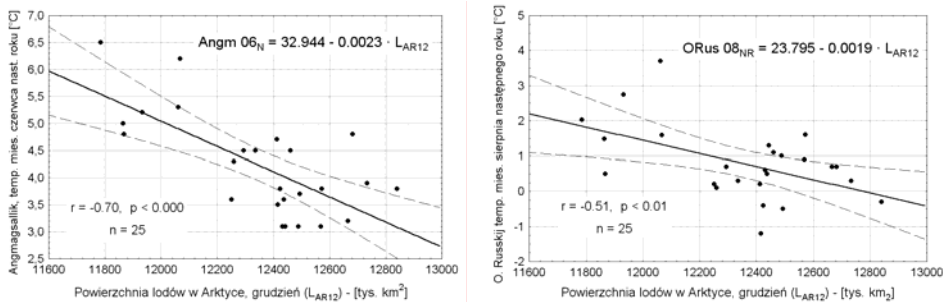 Angmagsalik, temp. mies. czerwca nast. roku [°C]
7,0
6,5
6,0
5,5
5,0
4,5
4,0
3,5
3,0
2,5
Angm 06N = 32.944 - 0.0023 · LAR12
r = -0.70, p < 0.000
n = 25
11600 11800 12000 12200 12400 12600 12800 13000
Powierzchnia lodów w Arktyce, grudzień (LAR12) - [tys. km2]
O. Russkij temp. mies. sierpnia następnego roku [°C]
5
4
3
2
1
0
-1
-2
ORus 08NR = 23.795 - 0.0019 · LAR12
r = -0.51, p < 0.01
n = 25
11600 11800 12000 12200 12400 12600 12800 13000
Powierzchnia lodów w Arktyce, grudzień (LAR12) - [tys. km2]